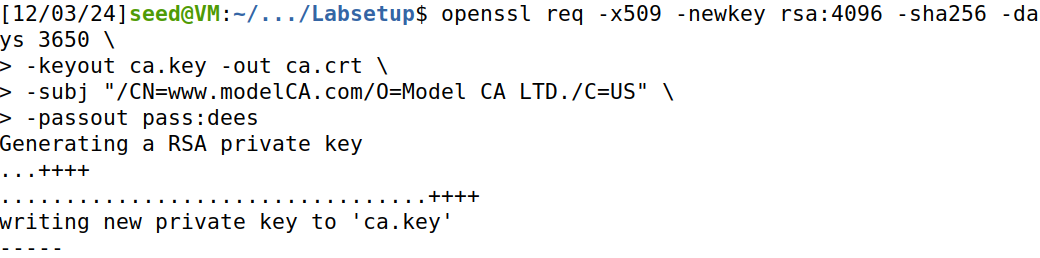 [12/03/24]seed@VM:~/.../Labsetup$ openssl req -x509 -newkey rsa:4096 -sha256 -da
ys 3650 \
> -keyout ca.key -out ca.crt \
> -subj "/CN=www.modelCA.com/O=Model CA LTD./C=US" \
> -passout pass:dees
Generating a RSA private key
...++++
.................................++++
writing new private key to 'ca.key'
-----